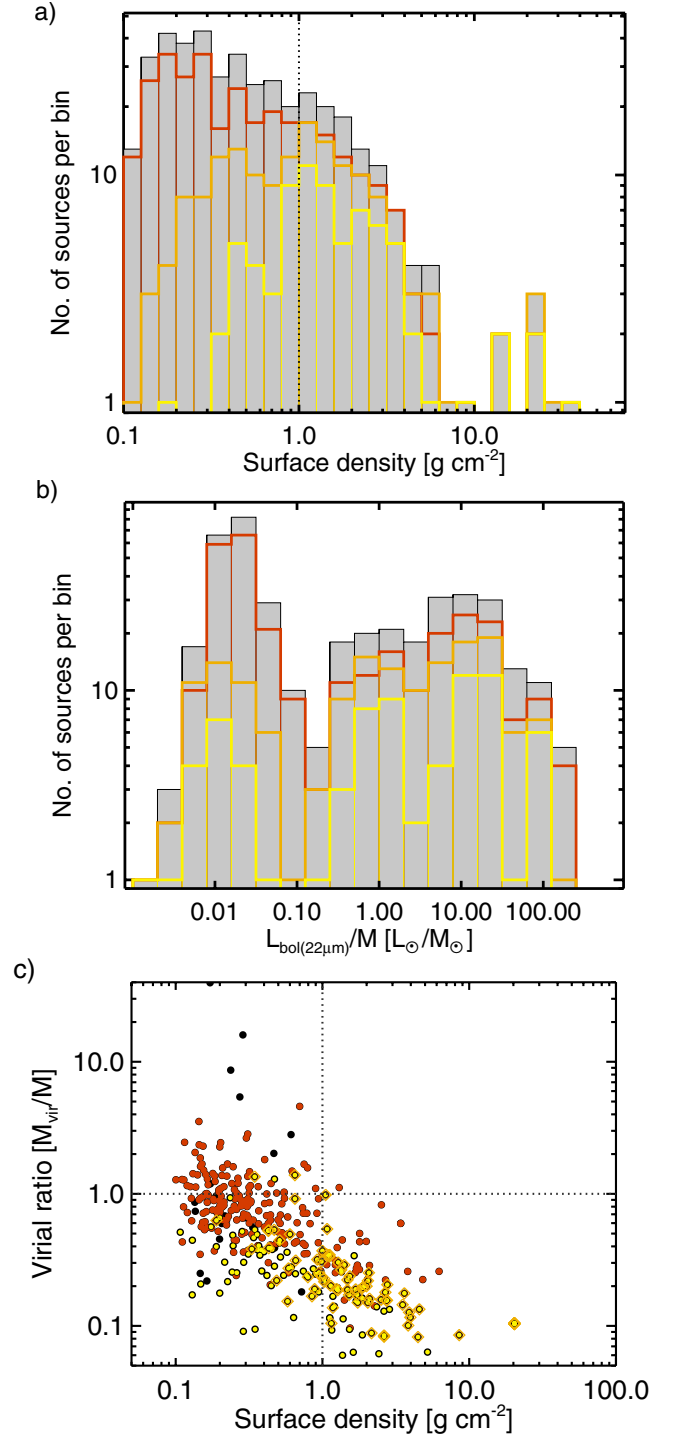 a)
No. of sources per bin
10
1
0.1 1.0 10.0
Surface density [g cm⁻²]
b)
No. of sources per bin
10
1
0.01 0.10 1.00 10.00 100.00
L_bol(22μm)/M [L_⊙/M_⊙]
c)
Virial ratio [M_vir/M]
10.0
1.0
0.1
0.1 1.0 10.0 100.0
Surface density [g cm⁻²]